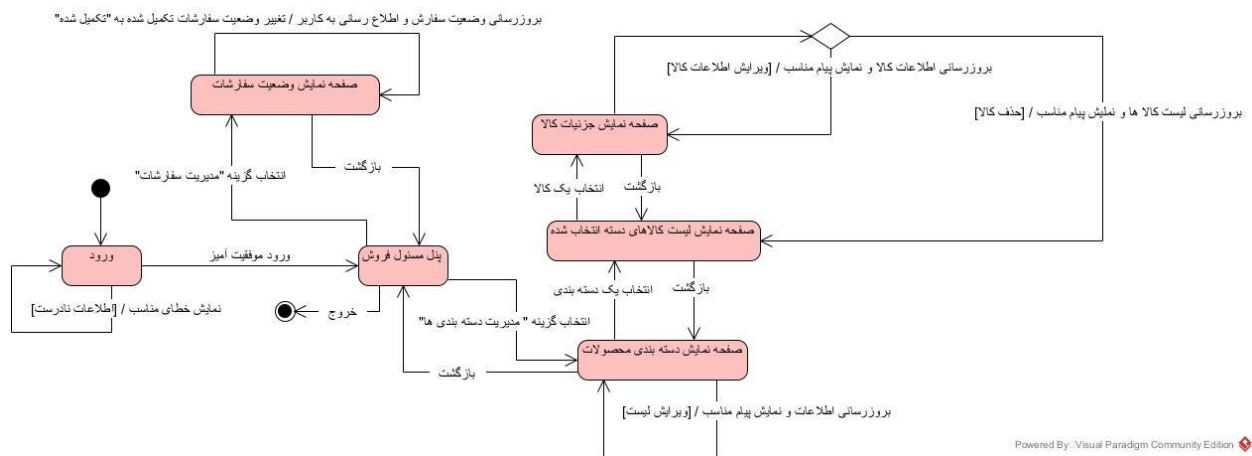 بروزرسانی وضعیت سفارش و اطلاع رسانی به کاربر / تغییر وضعیت سفارشات تکمیل شده به "تکمیل شده"
صفحه نمایش وضعیت سفارشات
بازگشت
انتخاب گزینه "مدیریت سفارشات"
بروزرسانی اطلاعات کالا و نمایش پیام مناسب / [ویرایش اطلاعات کالا]
بروزرسانی لیست کالا ها و نملیش پیام مناسب / [حذف کالا]
صفحه نمایش جزئیات کالا
بازگشت
انتخاب یک کالا
صفحه نمایش لیست کالاهای دسته انتخاب شده
ورود
ورود موفقیت آمیز
پنل مسئول فروش
نمایش خطای مناسب / [اطلاعات نادرست]
خروج
انتخاب یک دسته بندی
بازگشت
انتخاب گزینه " مدیریت دسته بندی ها"
صفحه نمایش دسته بندی محصولات
بازگشت
بروزرسانی اطلاعات و نمایش پیام مناسب / [ویرایش لیست]
Powered By Visual Paradigm Community Edition